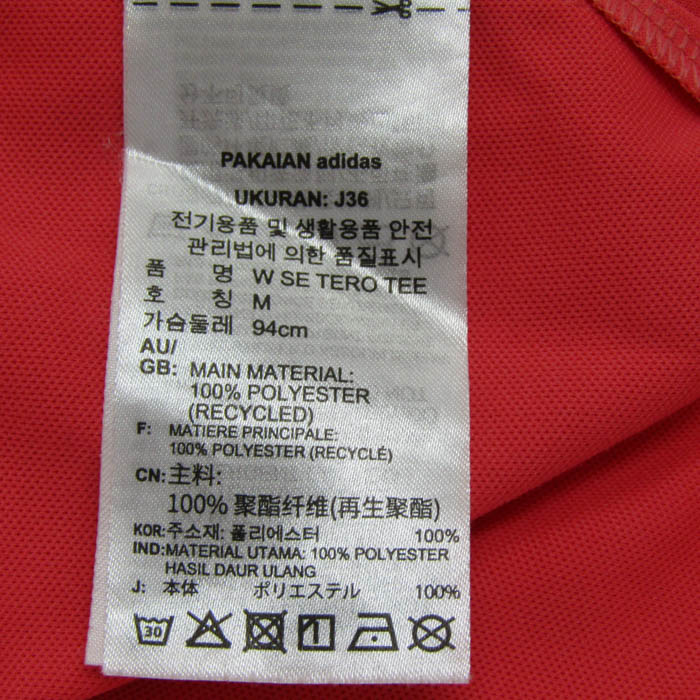 PAKAIAN adidas
UKURAN: J36
전기용품 및 생활용품 안전
관리법에 의한 품질표시
품 명 W SE TERO TEE
호 칭 M
가슴둘레 94cm
AU/
GB: MAIN MATERIAL:
100% POLYESTER
(RECYCLED)
F: MATIERE PRINCIPALE:
100% POLYESTER (RECYCLÉ)
CN: 主料:
100% 聚酯纤维(再生聚酯)
KOR: 주소재: 폴리에스터 100%
IND: MATERIAL UTAMA: 100% POLYESTER
HASIL DAUR ULANG
J: 本体 ポリエステル 100%
30